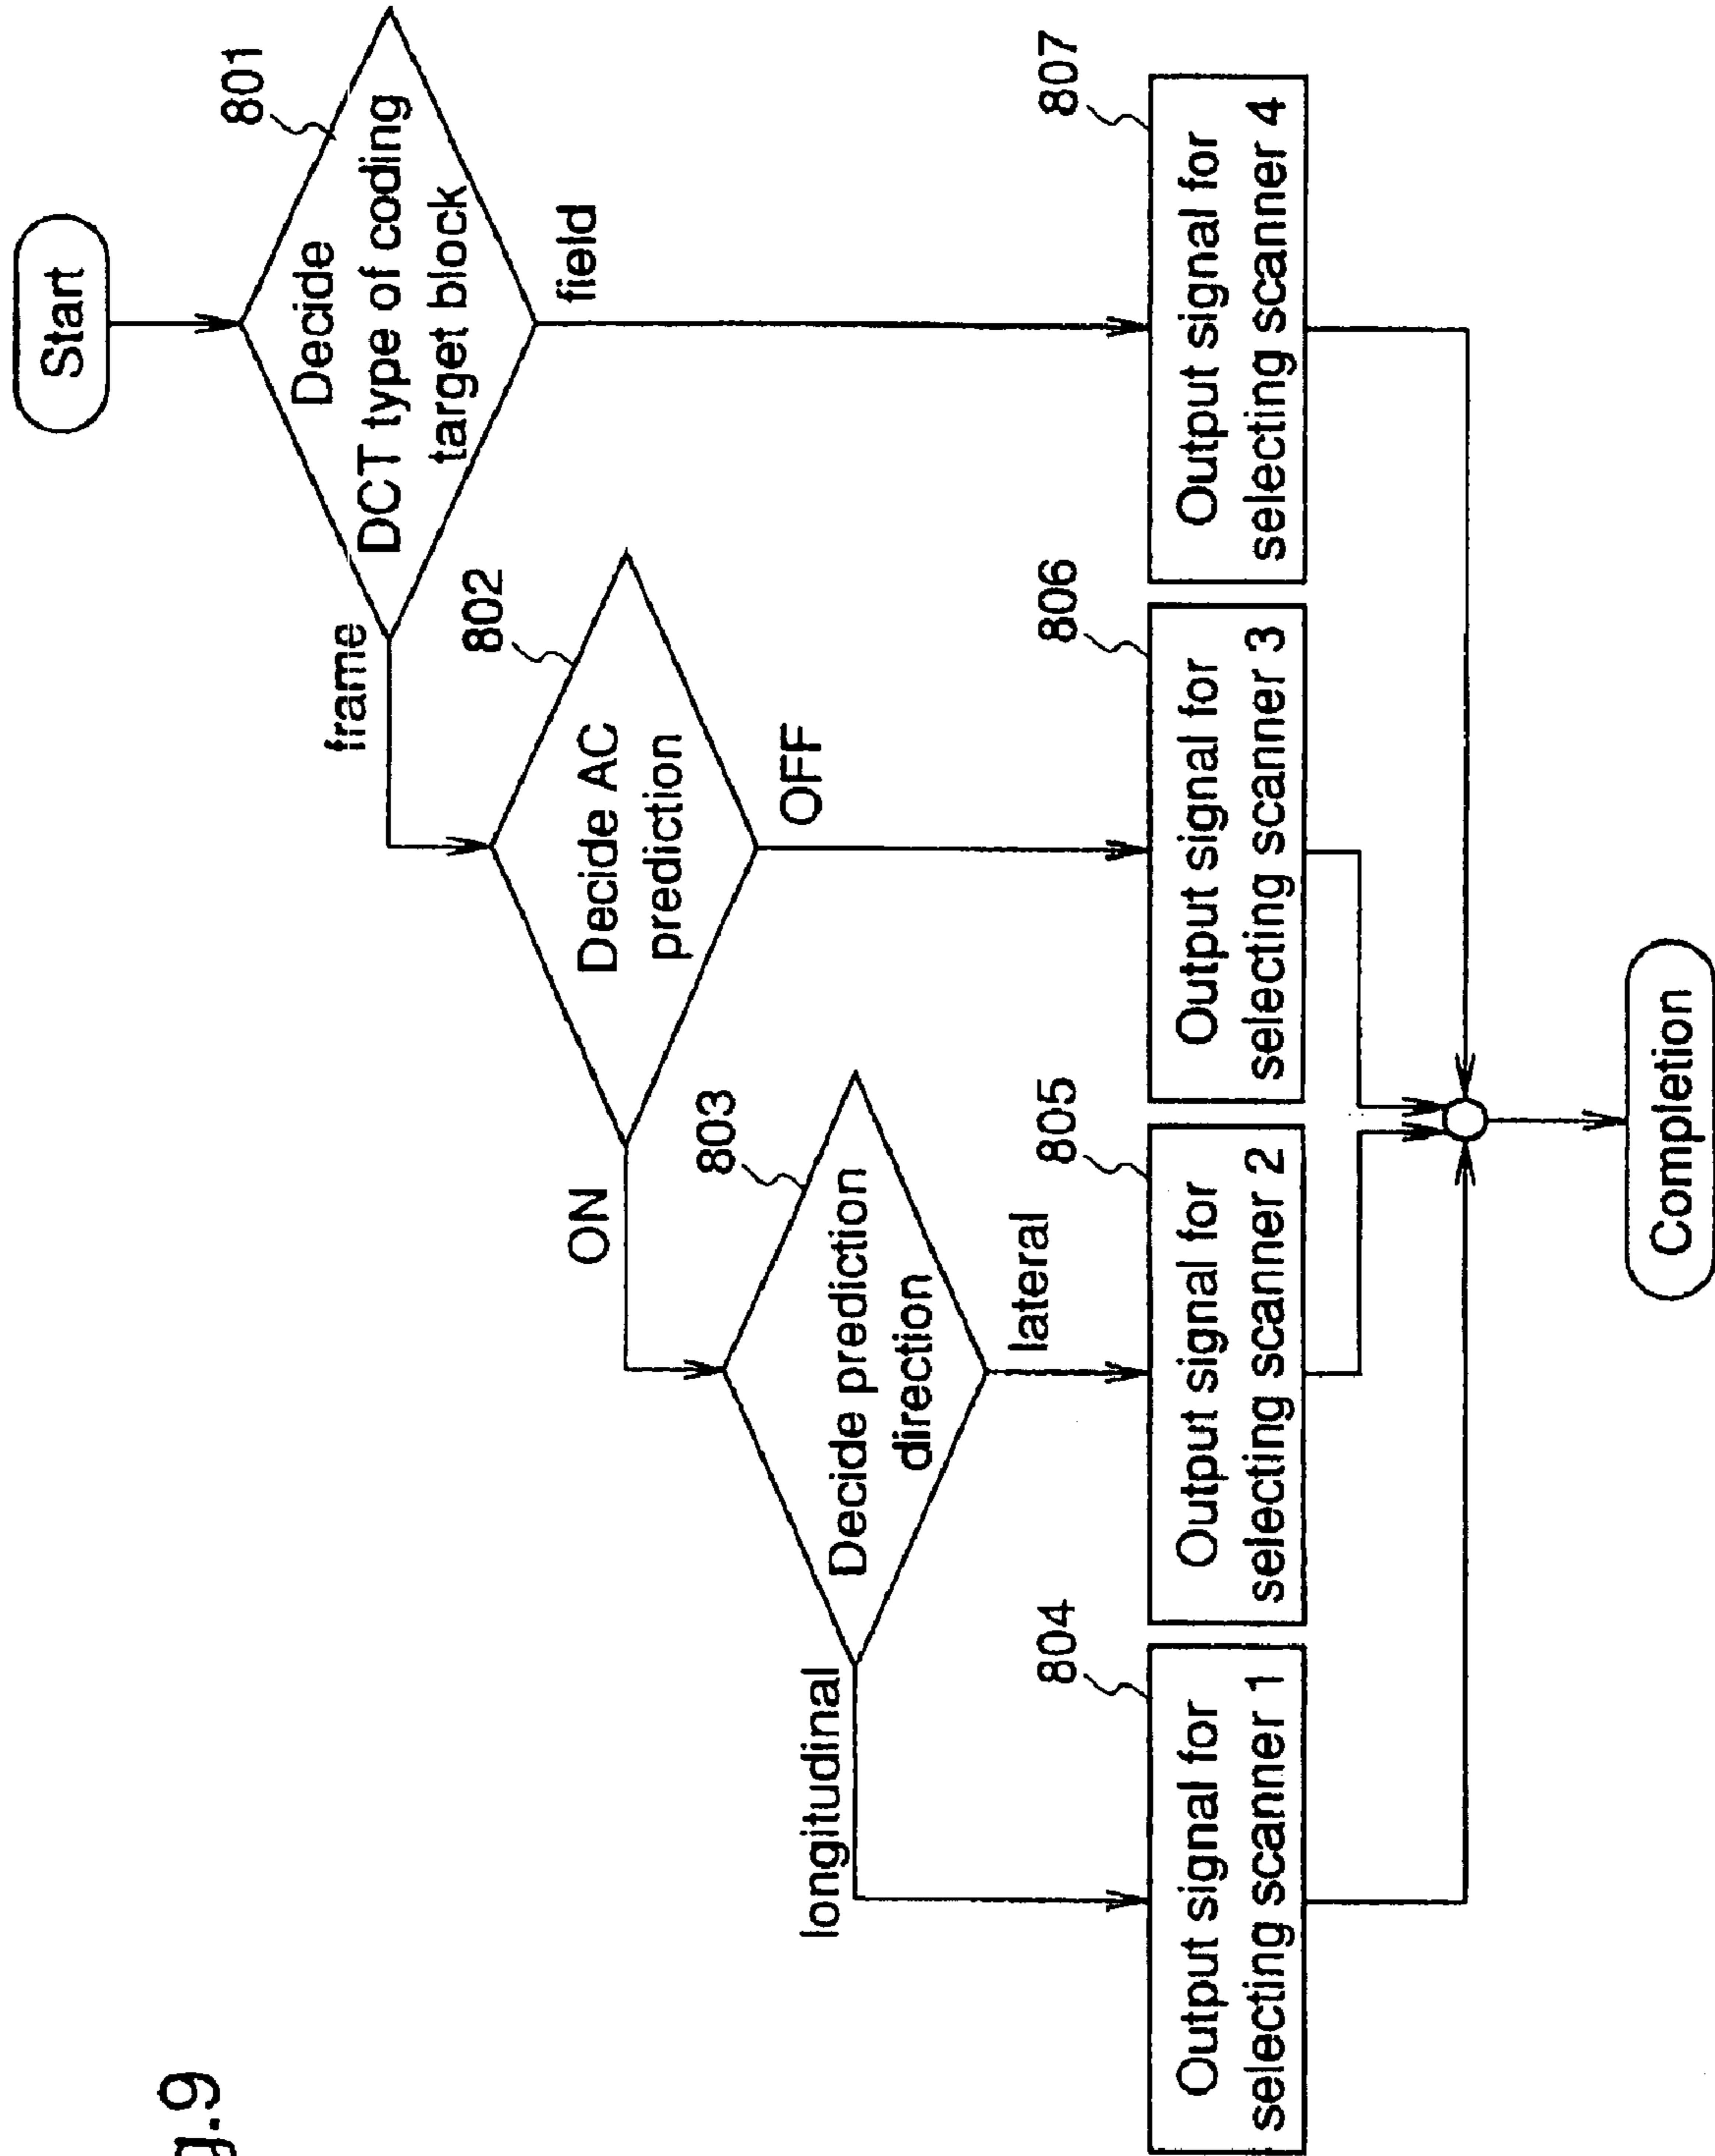 g.9
Start
801
Decide
DCT type of coding
target block
frame
field
802
Decide AC
prediction
ON
OFF
803
Decide prediction
direction
longitudinal
lateral
804
Output signal for
selecting scanner 1
805
Output signal for
selecting scanner 2
806
Output signal for
selecting scanner 3
807
Output signal for
selecting scanner 4
Completion